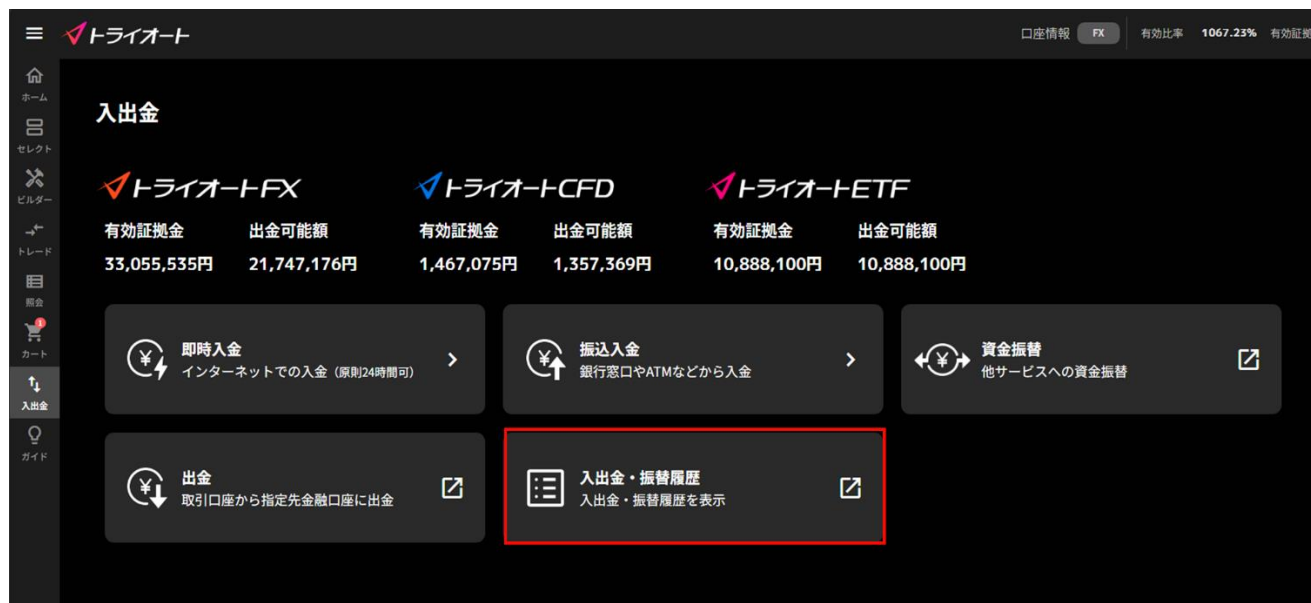 トライオート
口座情報 FX 有効比率 1067.23% 有効証拠
ホーム
セレクト
ビルダー
トレード
照会
1
カート
入出金
ガイド
入出金
トライオートFX トライオートCFD トライオートETF
有効証拠金 出金可能額 有効証拠金 出金可能額 有効証拠金 出金可能額
33,055,535円 21,747,176円 1,467,075円 1,357,369円 10,888,100円 10,888,100円
即時入金
インターネットでの入金（原則24時間可）
振込入金
銀行窓口やATMなどから入金
資金振替
他サービスへの資金振替
出金
取引口座から指定先金融口座に出金
入出金・振替履歴
入出金・振替履歴を表示